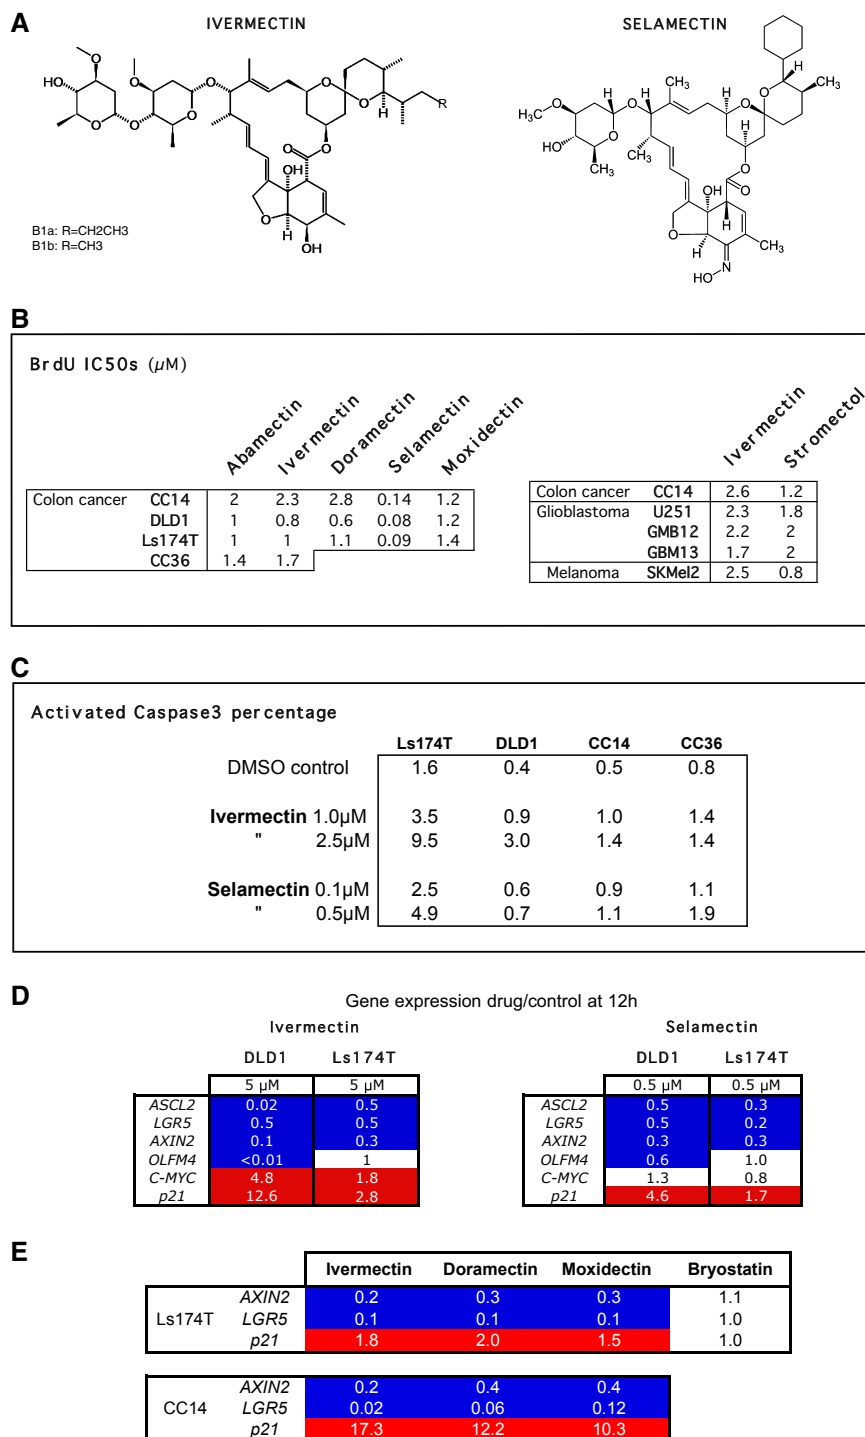 A
IVERMECTIN
SELAMECTIN
B1a: R=CH2CH3
B1b: R=CH3
B
BrdU IC50s (µM)
Abamectin Ivermectin Doramectin Selamectin Moxidectin
Colon cancer CC14 2 2.3 2.8 0.14 1.2
DLD1 1 0.8 0.6 0.08 1.2
Ls174T 1 1 1.1 0.09 1.4
CC36 1.4 1.7
Ivermectin Stromectol
Colon cancer CC14 2.6 1.2
Glioblastoma U251 2.3 1.8
GMB12 2.2 2
GBM13 1.7 2
Melanoma SKMel2 2.5 0.8
C
Activated Caspase3 percentage
Ls174T DLD1 CC14 CC36
DMSO control 1.6 0.4 0.5 0.8
Ivermectin 1.0µM 3.5 0.9 1.0 1.4
" 2.5µM 9.5 3.0 1.4 1.4
Selamectin 0.1µM 2.5 0.6 0.9 1.1
" 0.5µM 4.9 0.7 1.1 1.9
D
Gene expression drug/control at 12h
Ivermectin
DLD1 Ls174T
5 µM 5 µM
ASCL2 0.02 0.5
LGR5 0.5 0.5
AXIN2 0.1 0.3
OLFM4 <0.01 1
C-MYC 4.8 1.8
p21 12.6 2.8
Selamectin
DLD1 Ls174T
0.5 µM 0.5 µM
ASCL2 0.5 0.3
LGR5 0.5 0.2
AXIN2 0.3 0.3
OLFM4 0.6 1.0
C-MYC 1.3 0.8
p21 4.6 1.7
E
Ivermectin Doramectin Moxidectin Bryostatin
Ls174T
AXIN2 0.2 0.3 0.3 1.1
LGR5 0.1 0.1 0.1 1.0
p21 1.8 2.0 1.5 1.0
CC14
AXIN2 0.2 0.4 0.4
LGR5 0.02 0.06 0.12
p21 17.3 12.2 10.3